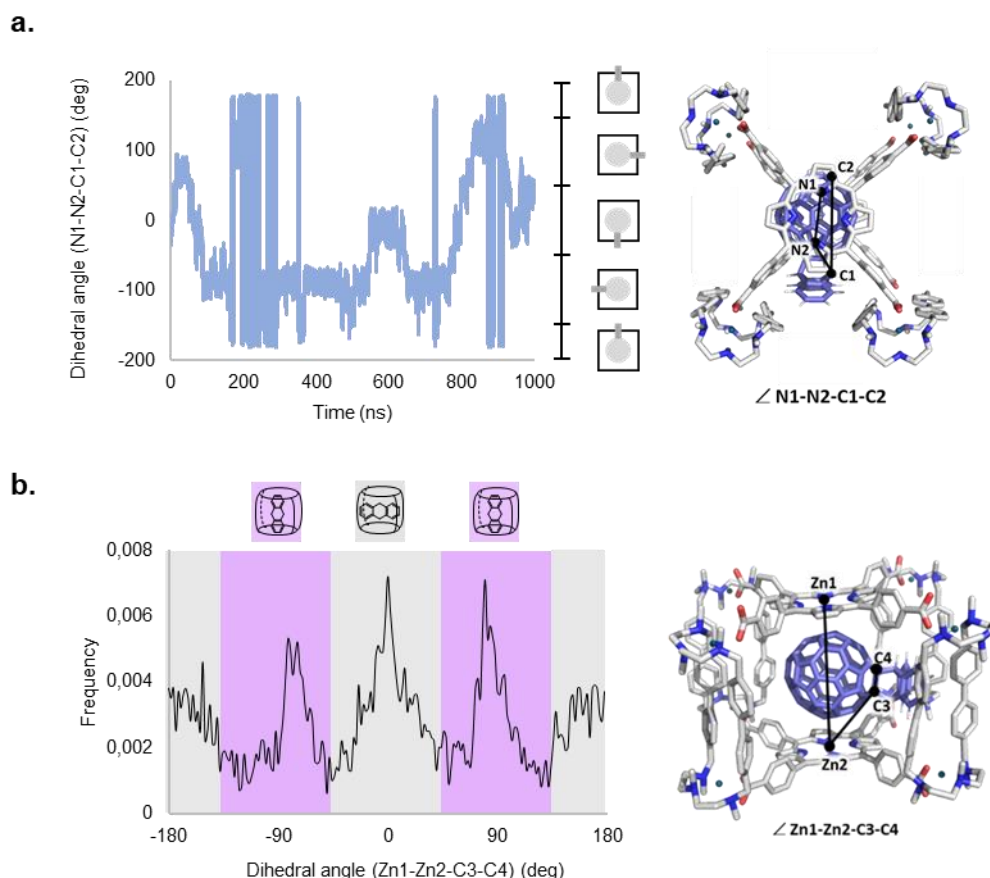 a.
Dihedral angle (N1-N2-C1-C2) (deg)
200
100
0
-100
-200
0
200
400
600
800
1000
Time (ns)
C2
N1
N2
C1
∠ N1-N2-C1-C2
b.
Frequency
0,008
0,006
0,004
0,002
0
-180
-90
0
90
180
Dihedral angle (Zn1-Zn2-C3-C4) (deg)
Zn1
C4
C3
Zn2
∠ Zn1-Zn2-C3-C4